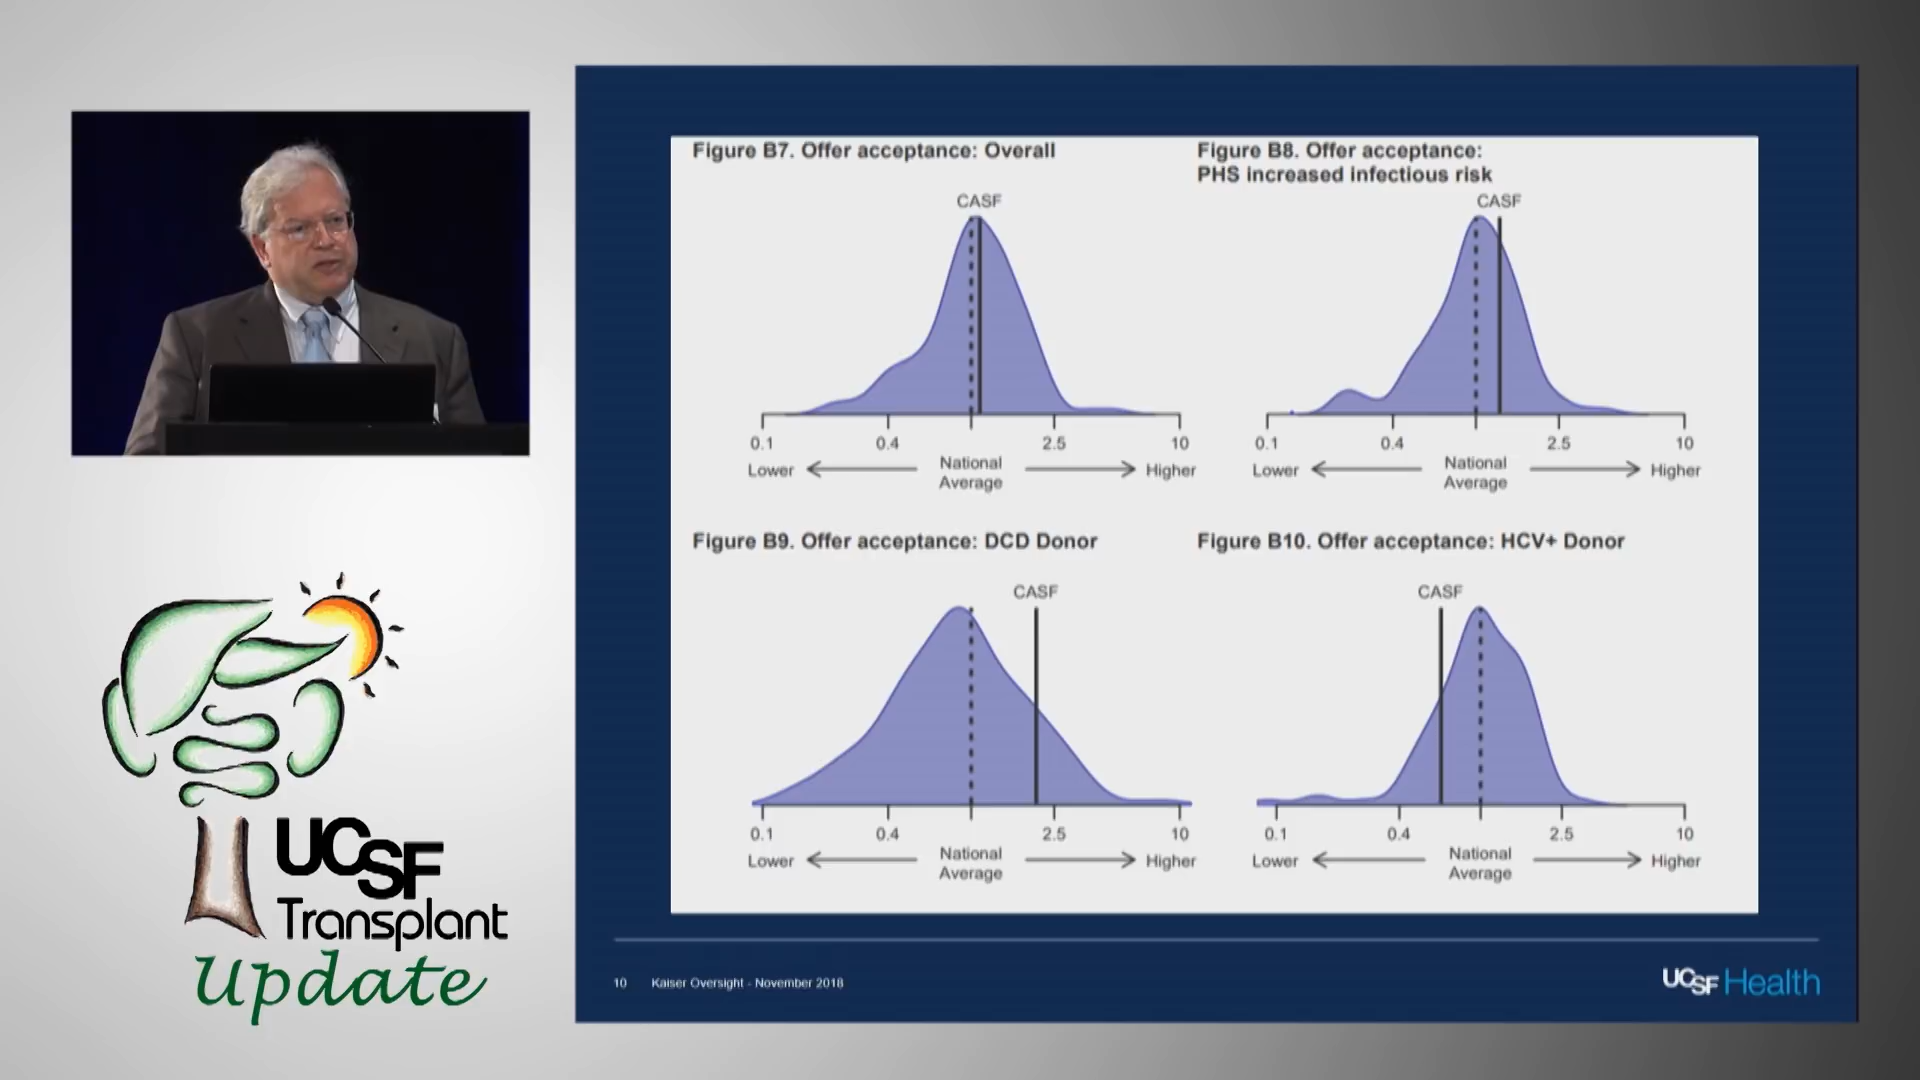 Figure B7. Offer acceptance: Overall
CASF
0.1 0.4 2.5 10
Lower National Average Higher
Figure B8. Offer acceptance:
PHS increased infectious risk
CASF
0.1 0.4 2.5 10
Lower National Average Higher
Figure B9. Offer acceptance: DCD Donor
CASF
0.1 0.4 2.5 10
Lower National Average Higher
Figure B10. Offer acceptance: HCV+ Donor
CASF
0.1 0.4 2.5 10
Lower National Average Higher
10 Kaiser Oversight - November 2018
UCSF Health
UCSF
Transplant
Update